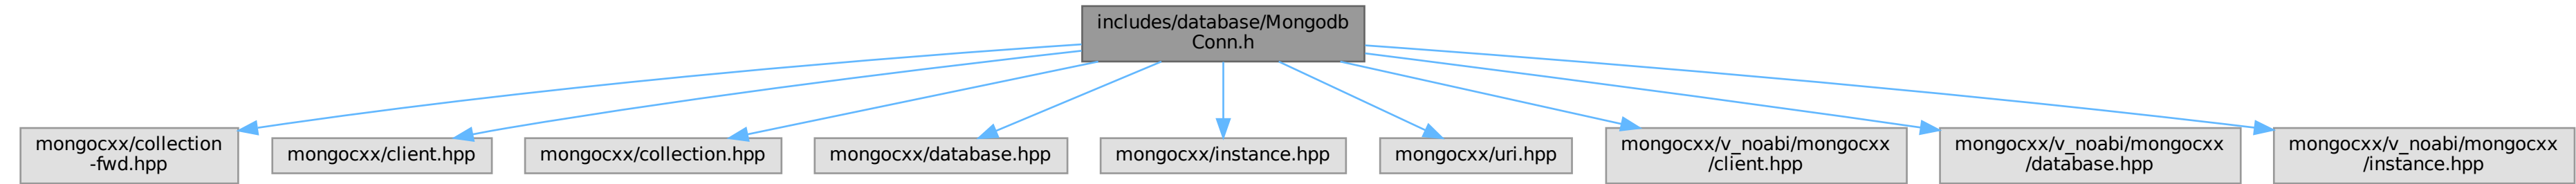 includes/database/Mongodb
Conn.h
mongocxx/collection
-fwd.hpp
mongocxx/client.hpp
mongocxx/collection.hpp
mongocxx/database.hpp
mongocxx/instance.hpp
mongocxx/uri.hpp
mongocxx/v_noabi/mongocxx
/client.hpp
mongocxx/v_noabi/mongocxx
/database.hpp
mongocxx/v_noabi/mongocxx
/instance.hpp